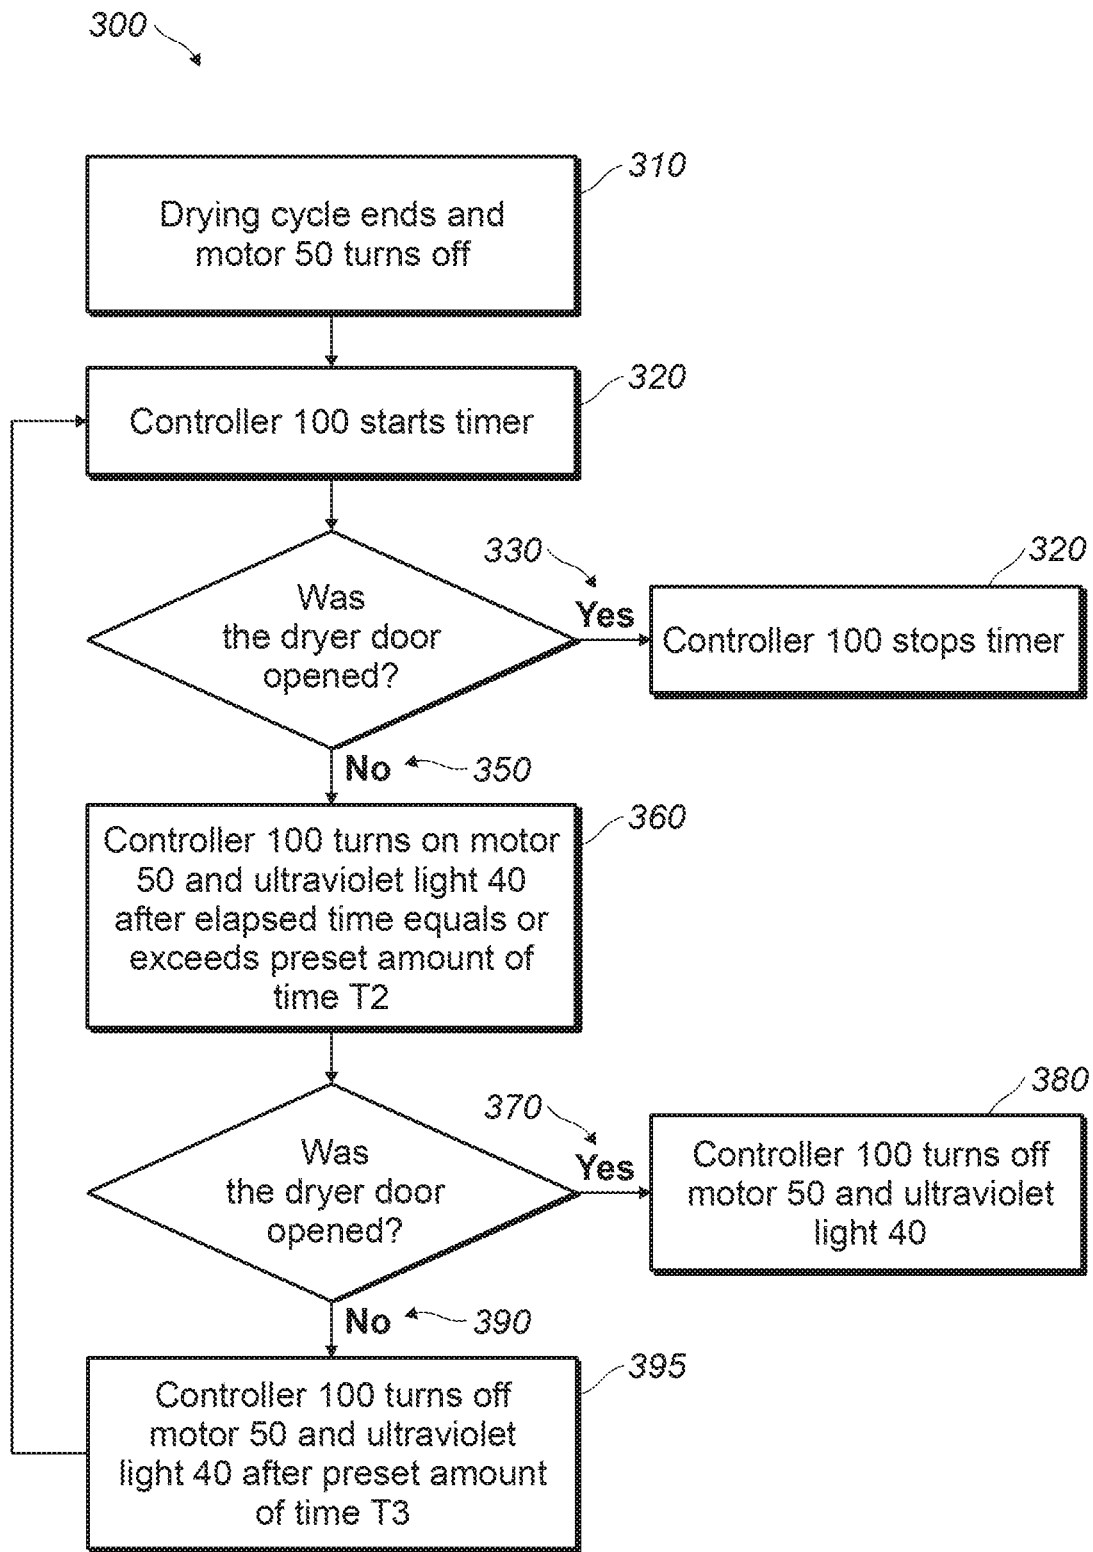 300
310
Drying cycle ends and
motor 50 turns off
320
Controller 100 starts timer
330
320
Was
the dryer door
opened?
Yes
Controller 100 stops timer
No
350
360
Controller 100 turns on motor
50 and ultraviolet light 40
after elapsed time equals or
exceeds preset amount of
time T2
370
380
Was
the dryer door
opened?
Yes
Controller 100 turns off
motor 50 and ultraviolet
light 40
No
390
395
Controller 100 turns off
motor 50 and ultraviolet
light 40 after preset amount
of time T3